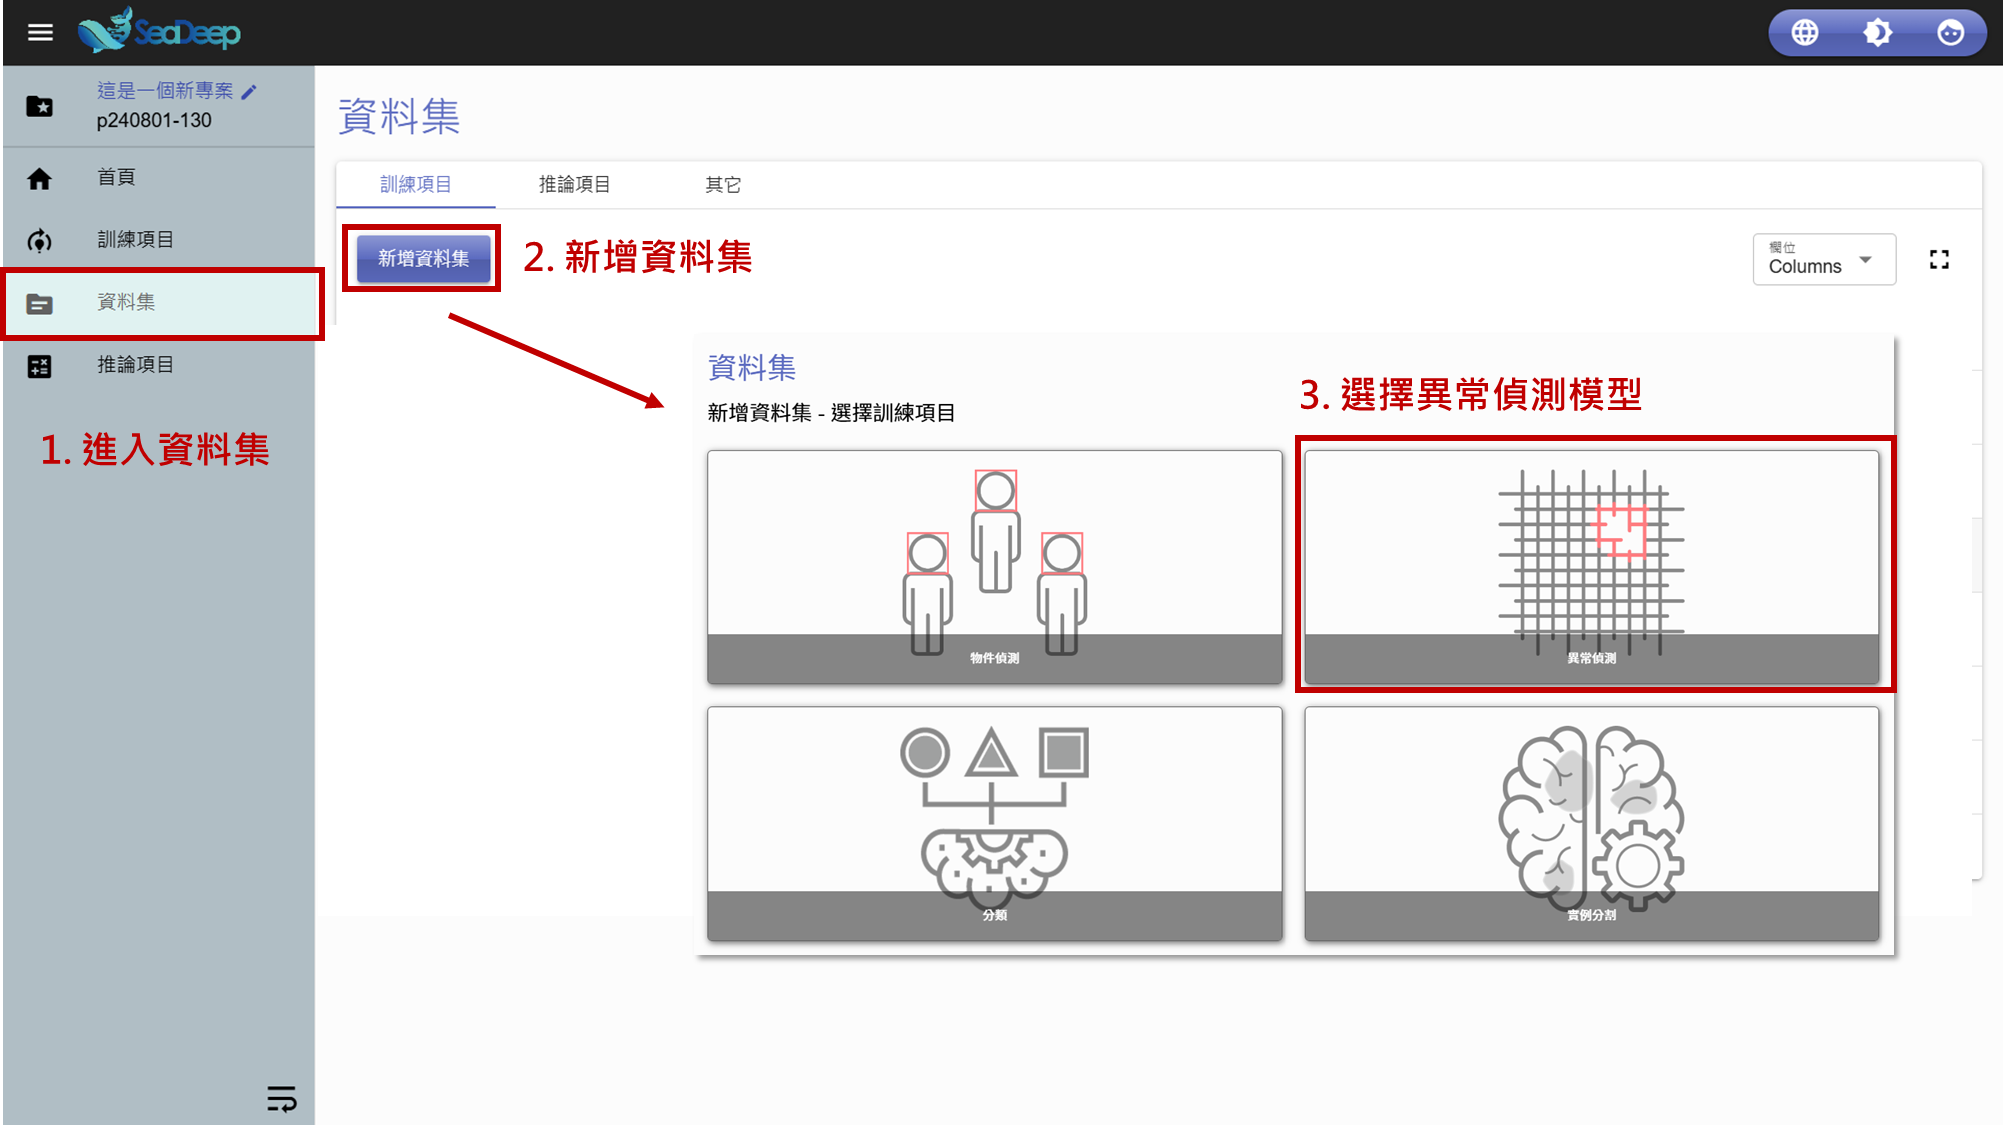 SeaDeep
這是一個新專案
p240801-130
首頁
訓練項目
資料集
推論項目
1. 進入資料集
資料集
訓練項目 推論項目 其它
新增資料集
2. 新增資料集
欄位
Columns
資料集
新增資料集 - 選擇訓練項目
3. 選擇異常偵測模型
物件偵測
異常偵測
分類
實例分割